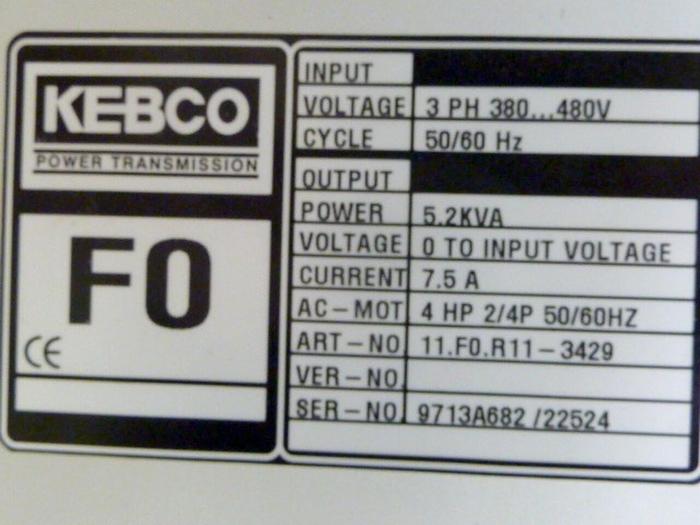 KEBCO
POWER TRANSMISSION
F0
CE
INPUT
VOLTAGE 3 PH 380...480V
CYCLE 50/60 Hz
OUTPUT
POWER 5.2KVA
VOLTAGE 0 TO INPUT VOLTAGE
CURRENT 7.5 A
AC-MOT 4 HP 2/4P 50/60HZ
ART-NO 11.F0.R11-3429
VER-NO.
SER-NO. 9713A682 /22524